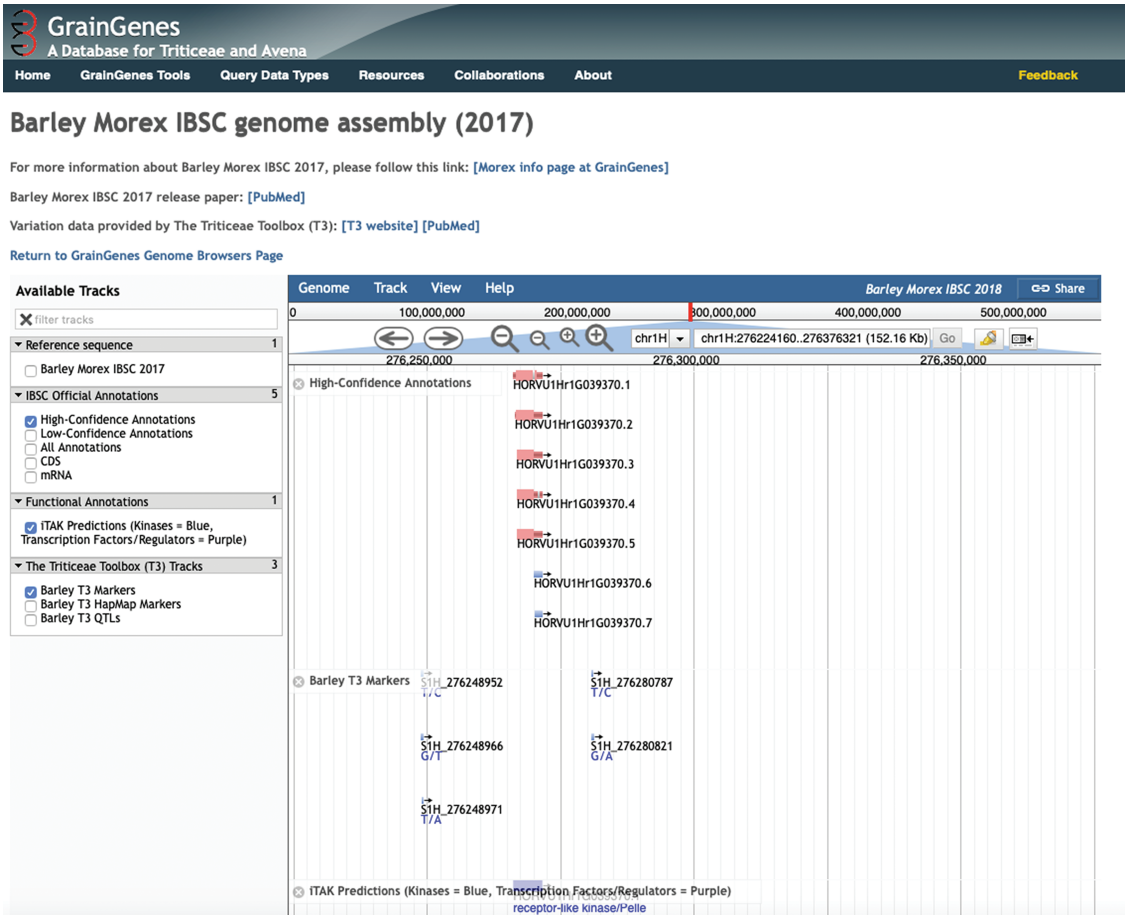 GrainGenes
A Database for Triticeae and Avena
Home GrainGenes Tools Query Data Types Resources Collaborations About Feedback
Barley Morex IBSC genome assembly (2017)
For more information about Barley Morex IBSC 2017, please follow this link: [Morex info page at GrainGenes]
Barley Morex IBSC 2017 release paper: [PubMed]
Variation data provided by The Triticeae Toolbox (T3): [T3 website] [PubMed]
Return to GrainGenes Genome Browsers Page
Available Tracks
filter tracks
Reference sequence 1
Barley Morex IBSC 2017
IBSC Official Annotations 5
High-Confidence Annotations
Low-Confidence Annotations
All Annotations
CDS
mRNA
Functional Annotations 1
iTAK Predictions (Kinases = Blue,
Transcription Factors/Regulators = Purple)
The Triticeae Toolbox (T3) Tracks 3
Barley T3 Markers
Barley T3 HapMap Markers
Barley T3 QTLs
Genome Track View Help Barley Morex IBSC 2018 Share
0 100,000,000 200,000,000 300,000,000 400,000,000 500,000,000
chr1H chr1H:276224160..276376321 (152.16 Kb) Go
276,250,000 276,300,000 276,350,000
High-Confidence Annotations
HORVU1Hr1G039370.1
HORVU1Hr1G039370.2
HORVU1Hr1G039370.3
HORVU1Hr1G039370.4
HORVU1Hr1G039370.5
HORVU1Hr1G039370.6
HORVU1Hr1G039370.7
Barley T3 Markers
S1H_276248952 S1H_276280787
T/C T/C
S1H_276248966 S1H_276280821
G/T G/A
S1H_276248971
T/A
iTAK Predictions (Kinases = Blue, Transcription Factors/Regulators = Purple)
receptor-like kinase/Pelle